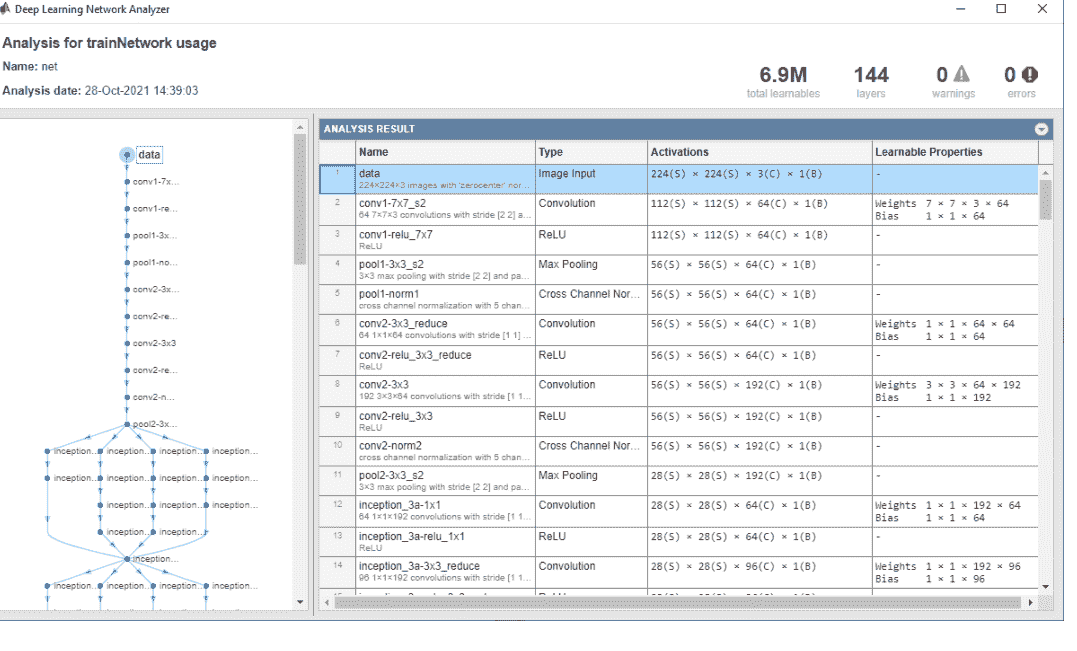 Deep Learning Network Analyzer
Analysis for trainNetwork usage
Name: net
Analysis date: 28-Oct-2021 14:39:03
6.9M
total learnables
144
layers
0
warnings
0
errors
data
conv1-7x...
conv1-re...
pool1-3x...
pool1-no...
conv2-3x...
conv2-re...
conv2-3x3
conv2-re...
conv2-n...
pool2-3x...
inception... inception... inception... inception...
inception... inception... inception... inception...
inception... inception... inception...
inception... inception...
inception...
inception... inception... inception... inception...
ANALYSIS RESULT
Name Type Activations Learnable Properties
1 data Image Input 224(S) × 224(S) × 3(C) × 1(B) -
224×224×3 images with 'zerocenter' nor...
2 conv1-7x7_s2 Convolution 112(S) × 112(S) × 64(C) × 1(B) Weights 7 × 7 × 3 × 64
64 7×7×3 convolutions with stride [2 2] a... Bias 1 × 1 × 64
3 conv1-relu_7x7 ReLU 112(S) × 112(S) × 64(C) × 1(B) -
ReLU
4 pool1-3x3_s2 Max Pooling 56(S) × 56(S) × 64(C) × 1(B) -
3×3 max pooling with stride [2 2] and pa...
5 pool1-norm1 Cross Channel Nor... 56(S) × 56(S) × 64(C) × 1(B) -
cross channel normalization with 5 chan...
6 conv2-3x3_reduce Convolution 56(S) × 56(S) × 64(C) × 1(B) Weights 1 × 1 × 64 × 64
64 1×1×64 convolutions with stride [1 1] ... Bias 1 × 1 × 64
7 conv2-relu_3x3_reduce ReLU 56(S) × 56(S) × 64(C) × 1(B) -
ReLU
8 conv2-3x3 Convolution 56(S) × 56(S) × 192(C) × 1(B) Weights 3 × 3 × 64 × 192
192 3×3×64 convolutions with stride [1 1... Bias 1 × 1 × 192
9 conv2-relu_3x3 ReLU 56(S) × 56(S) × 192(C) × 1(B) -
ReLU
10 conv2-norm2 Cross Channel Nor... 56(S) × 56(S) × 192(C) × 1(B) -
cross channel normalization with 5 chan...
11 pool2-3x3_s2 Max Pooling 28(S) × 28(S) × 192(C) × 1(B) -
3×3 max pooling with stride [2 2] and pa...
12 inception_3a-1x1 Convolution 28(S) × 28(S) × 64(C) × 1(B) Weights 1 × 1 × 192 × 64
64 1×1×192 convolutions with stride [1 1... Bias 1 × 1 × 64
13 inception_3a-relu_1x1 ReLU 28(S) × 28(S) × 64(C) × 1(B) -
ReLU
14 inception_3a-3x3_reduce Convolution 28(S) × 28(S) × 96(C) × 1(B) Weights 1 × 1 × 192 × 96
96 1×1×192 convolutions with stride [1 1... Bias 1 × 1 × 96